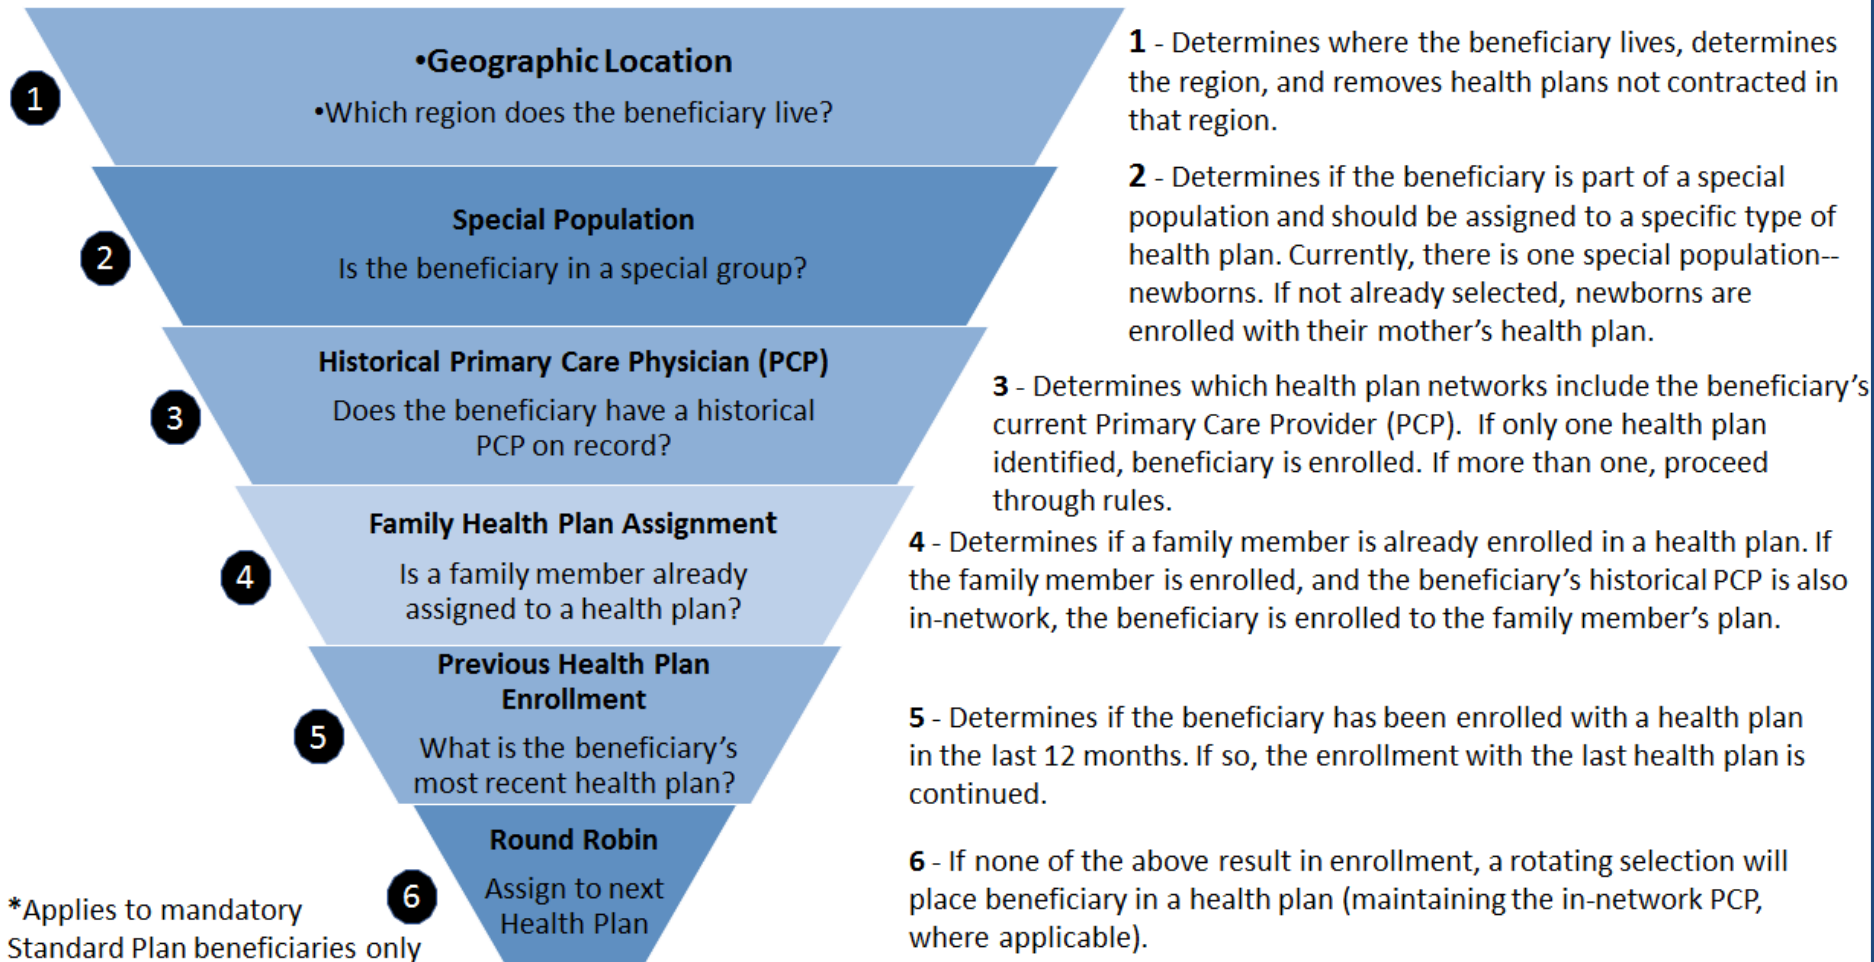 •Geographic Location
•Which region does the beneficiary live?
1
1 - Determines where the beneficiary lives, determines
the region, and removes health plans not contracted in
that region.
Special Population
Is the beneficiary in a special group?
2
2 - Determines if the beneficiary is part of a special
population and should be assigned to a specific type of
health plan. Currently, there is one special population--
newborns. If not already selected, newborns are
enrolled with their mother's health plan.
Historical Primary Care Physician (PCP)
Does the beneficiary have a historical
PCP on record?
3
3 - Determines which health plan networks include the beneficiary's
current Primary Care Provider (PCP). If only one health plan
identified, beneficiary is enrolled. If more than one, proceed
through rules.
Family Health Plan Assignment
Is a family member already
assigned to a health plan?
4
4 - Determines if a family member is already enrolled in a health plan. If
the family member is enrolled, and the beneficiary's historical PCP is also
in-network, the beneficiary is enrolled to the family member's plan.
Previous Health Plan
Enrollment
What is the beneficiary's
most recent health plan?
5
5 - Determines if the beneficiary has been enrolled with a health plan
in the last 12 months. If so, the enrollment with the last health plan is
continued.
Round Robin
Assign to next
Health Plan
6
6 - If none of the above result in enrollment, a rotating selection will
place beneficiary in a health plan (maintaining the in-network PCP,
where applicable).
*Applies to mandatory
Standard Plan beneficiaries only